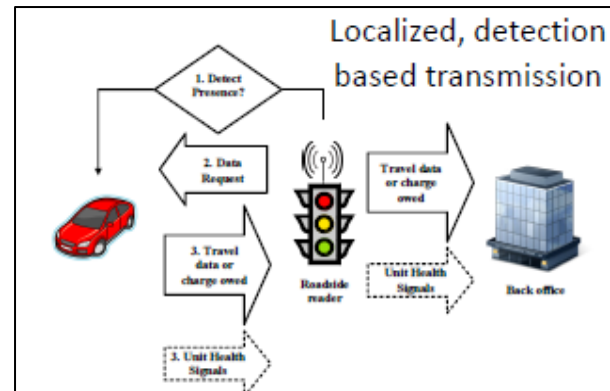 Localized, detection
based transmission
1. Detect
Presence?
2. Data
Request
Travel data
or charge
owed
3. Travel
data or
charge owed
Roadside
reader
Unit Health
Signals
Back office
3. Unit Health
Signals